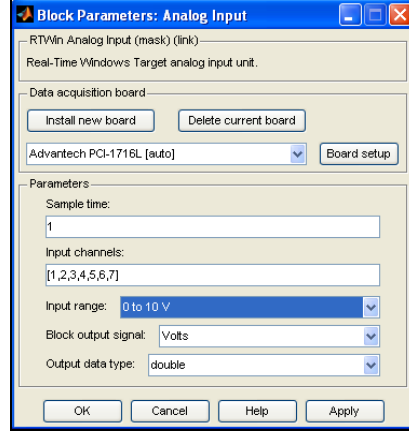 Block Parameters: Analog Input
RTWin Analog Input (mask) (link)
Real-Time Windows Target analog input unit.
Data acquisition board
Install new board
Delete current board
Advantech PCI-1716L [auto]
Board setup
Parameters
Sample time:
1
Input channels:
[1,2,3,4,5,6,7]
Input range: 0 to 10 V
Block output signal: Volts
Output data type: double
OK Cancel Help Apply